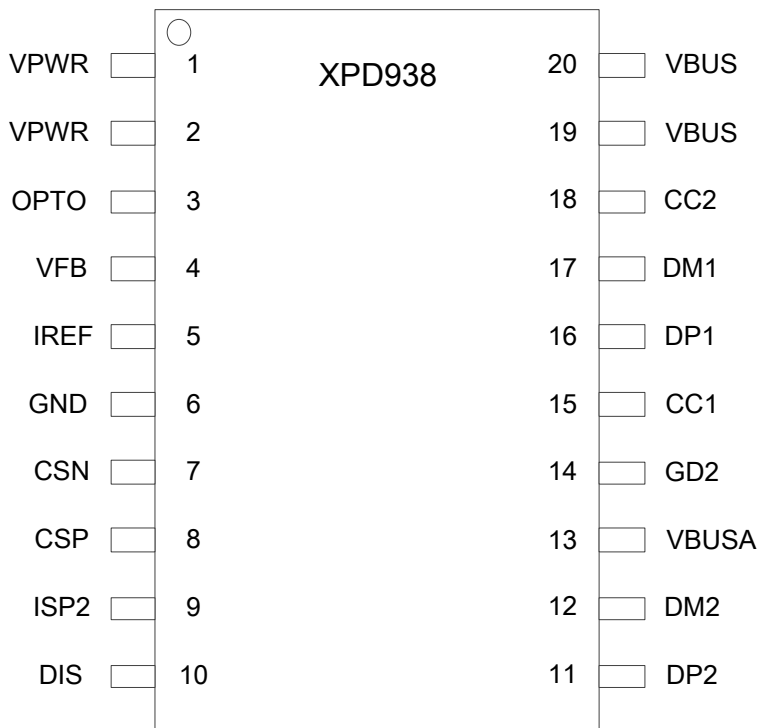 XPD938
VPWR 1 20 VBUS
VPWR 2 19 VBUS
OPTO 3 18 CC2
VFB 4 17 DM1
IREF 5 16 DP1
GND 6 15 CC1
CSN 7 14 GD2
CSP 8 13 VBUSA
ISP2 9 12 DM2
DIS 10 11 DP2